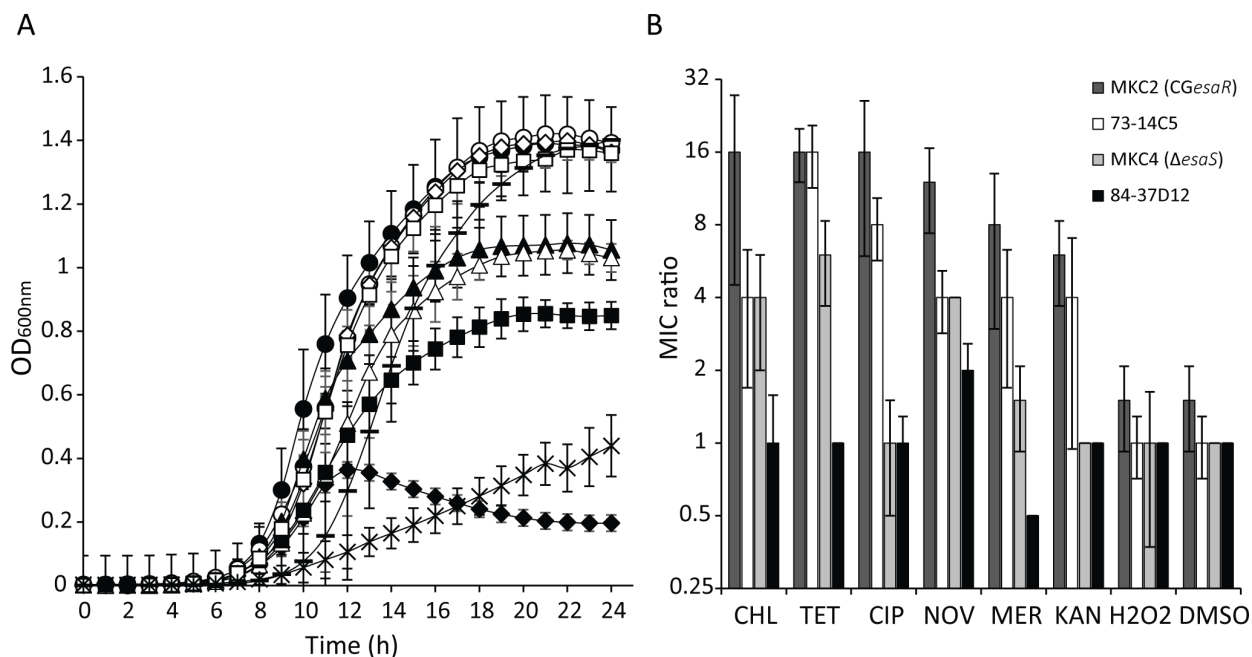 A
1.6
1.4
1.2
1
0.8
0.6
0.4
0.2
0
OD600nm
0 2 4 6 8 10 12 14 16 18 20 22 24
Time (h)
B
32
16
8
4
2
1
0.5
0.25
MIC ratio
MKC2 (CGesaR)
73-14C5
MKC4 (ΔesaS)
84-37D12
CHL TET CIP NOV MER KAN H2O2 DMSO